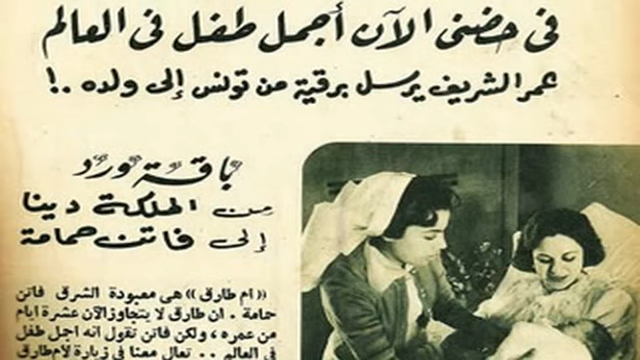 فى حضنى الآن أجمل طفل فى العالم
عمر الشريف يرسل برقية من تونس إلى ولده ..!
باقة ورد
من الملكة دينا
إلى فاتن حمامة
«أم طارق» هى معبودة الشرق فاتن
حمامة . ان طارق لا يتجاوز الآن عشرة ايام
من عمره ، ولكن فاتن تقول انه اجمل طفل
فى العالم .. تعال معنا فى زيارة لأم طارق